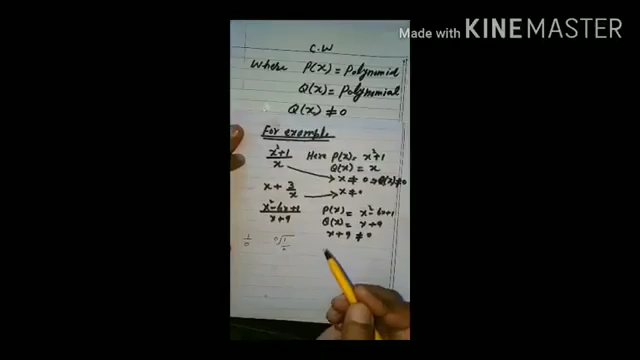 Made with KINEMASTER
C.W
Where P(x) = Polynomial
Q(x) = Polynomial
Q(x) ≠ 0
For example
x²+1/x Here P(x) = x²+1
Q(x) = x
x ≠ 0 ⇒ Q(x) ≠ 0
x + 3/x x ≠ 0
x²-6x+1/x+9 P(x) = x²-6x+1
Q(x) = x+9
x+9 ≠ 0